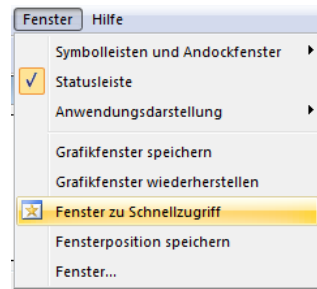 Fenster Hilfe
Symbolleisten und Andockfenster
Statusleiste
Anwendungsdarstellung
Grafikfenster speichern
Grafikfenster wiederherstellen
Fenster zu Schnellzugriff
Fensterposition speichern
Fenster...